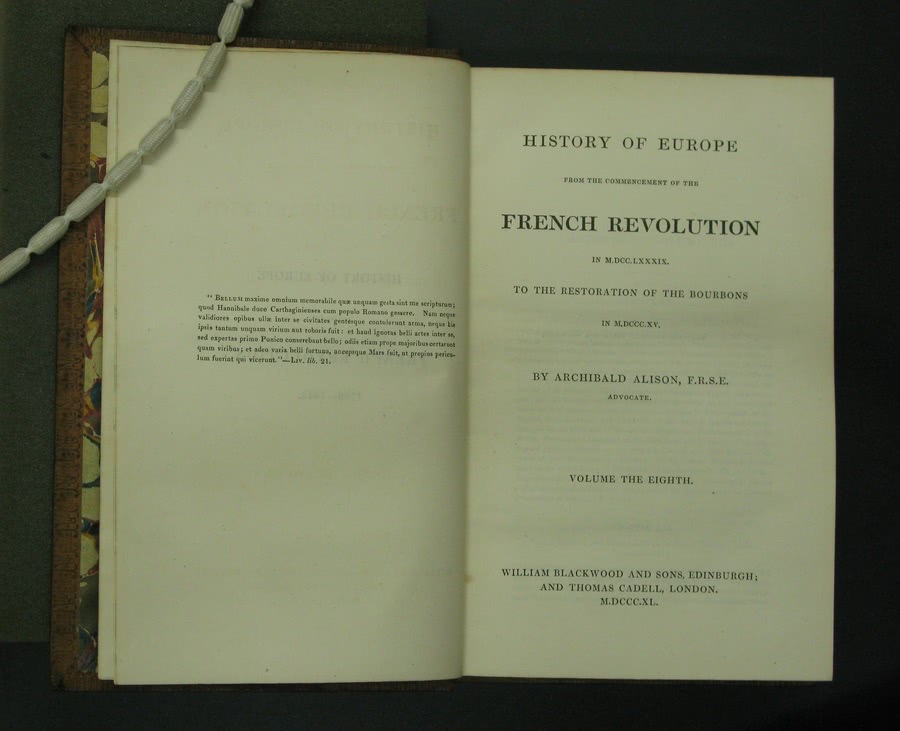 “ BELLUM maxime omnium memorabile quæ unquam gesta sint me scripturum;
quod Hannibale duce Carthaginienses cum populo Romano gessere. Nam neque
validiores opibus ullæ inter se civitates gentesque contulerunt arma, neque his
ipsis tantum unquam virium aut roboris fuit: et haud ignotas belli artes inter se,
sed expertas primo Punico conserebant bello; odiis etiam prope majoribus certarunt
quam viribus; et adeo varia belli fortuna, ancepsque Mars fuit, ut propius pericu-
lum fuerint qui vicerunt.”—LIV. lib. 21.
HISTORY OF EUROPE
FROM THE COMMENCEMENT OF THE
FRENCH REVOLUTION
IN M.DCC.LXXXIX.
TO THE RESTORATION OF THE BOURBONS
IN M.DCCC.XV.
BY ARCHIBALD ALISON, F.R.S.E.
ADVOCATE.
VOLUME THE EIGHTH.
WILLIAM BLACKWOOD AND SONS, EDINBURGH;
AND THOMAS CADELL, LONDON.
M.DCCC.XL.